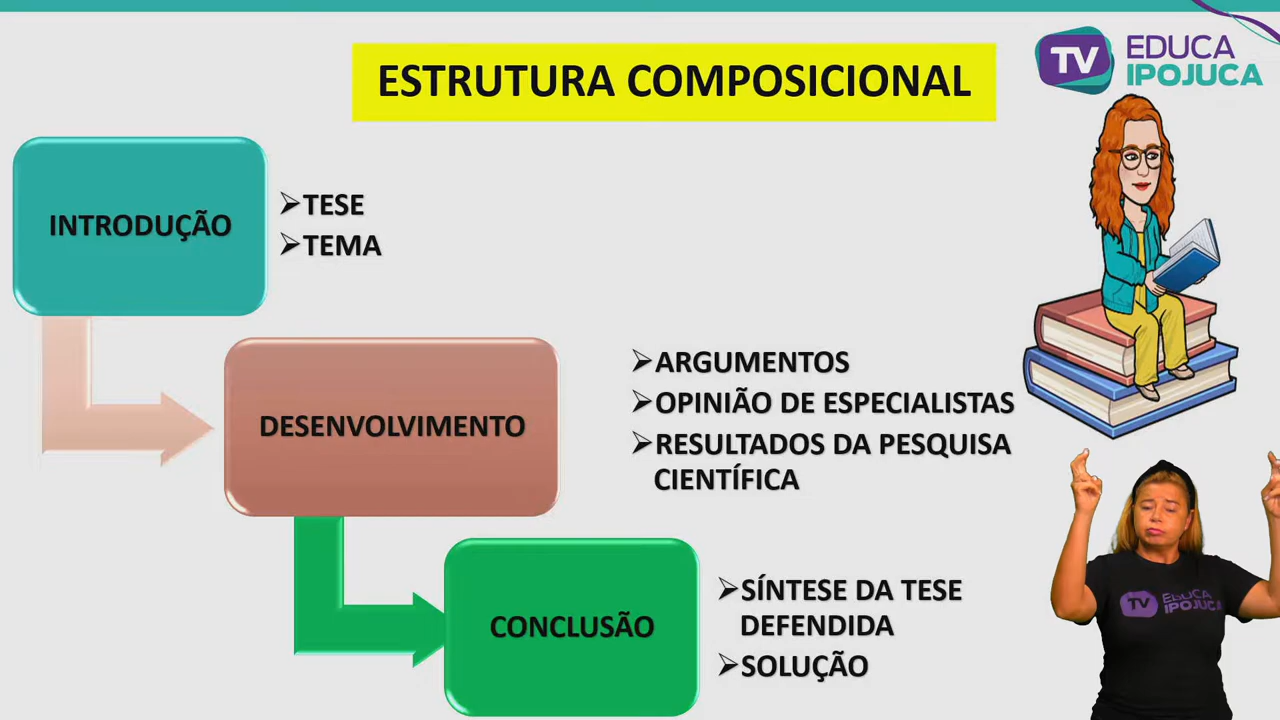 ESTRUTURA COMPOSICIONAL
TV EDUCA
IPOJUCA
INTRODUÇÃO
➢TESE
➢TEMA
DESENVOLVIMENTO
➢ARGUMENTOS
➢OPINIÃO DE ESPECIALISTAS
➢RESULTADOS DA PESQUISA
CIENTÍFICA
CONCLUSÃO
➢SÍNTESE DA TESE
DEFENDIDA
➢SOLUÇÃO
TV EDUCA
IPOJUCA